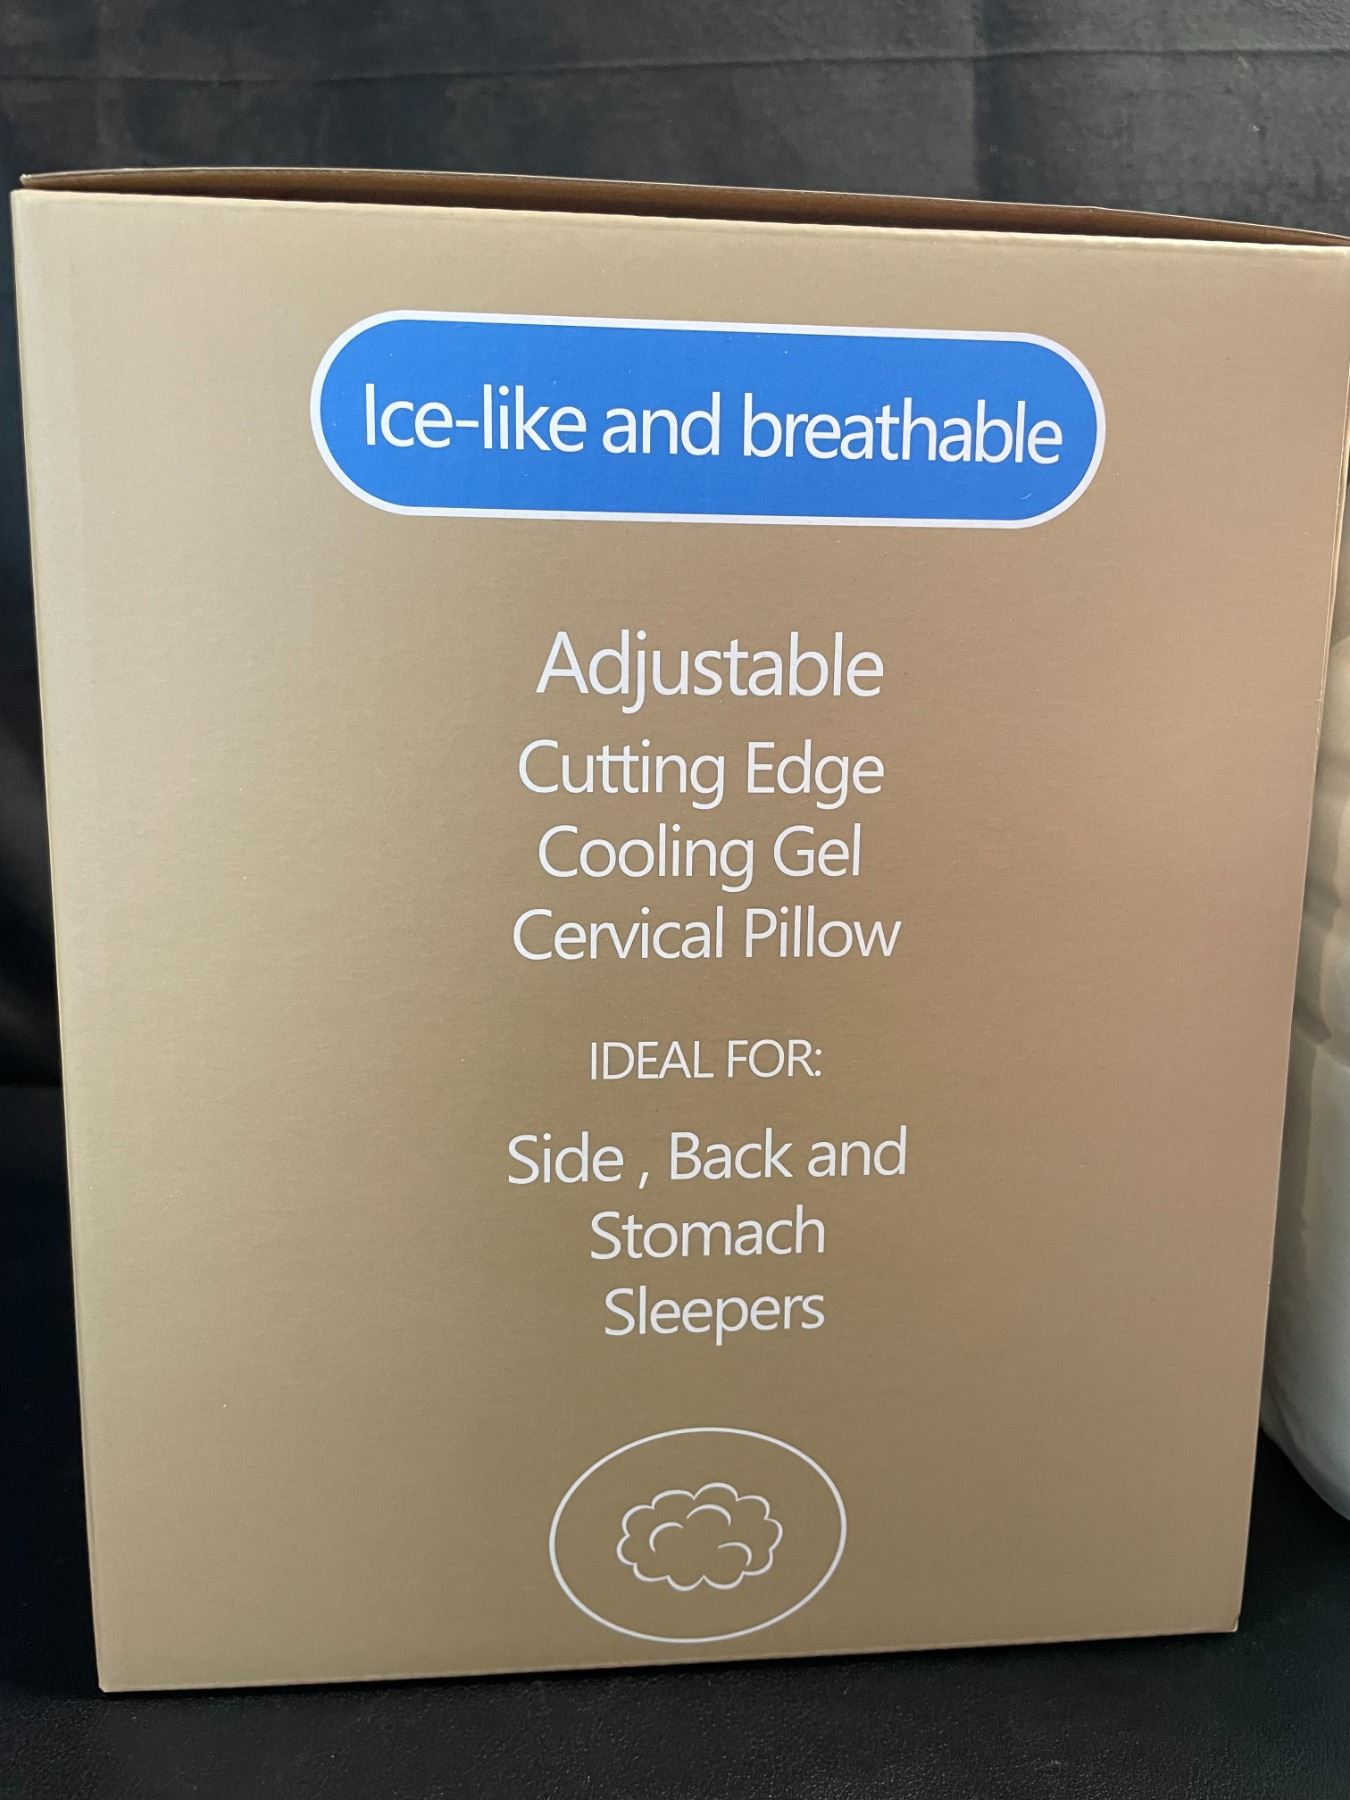 Ice-like and breathable
Adjustable
Cutting Edge
Cooling Gel
Cervical Pillow
IDEAL FOR:
Side , Back and
Stomach
Sleepers